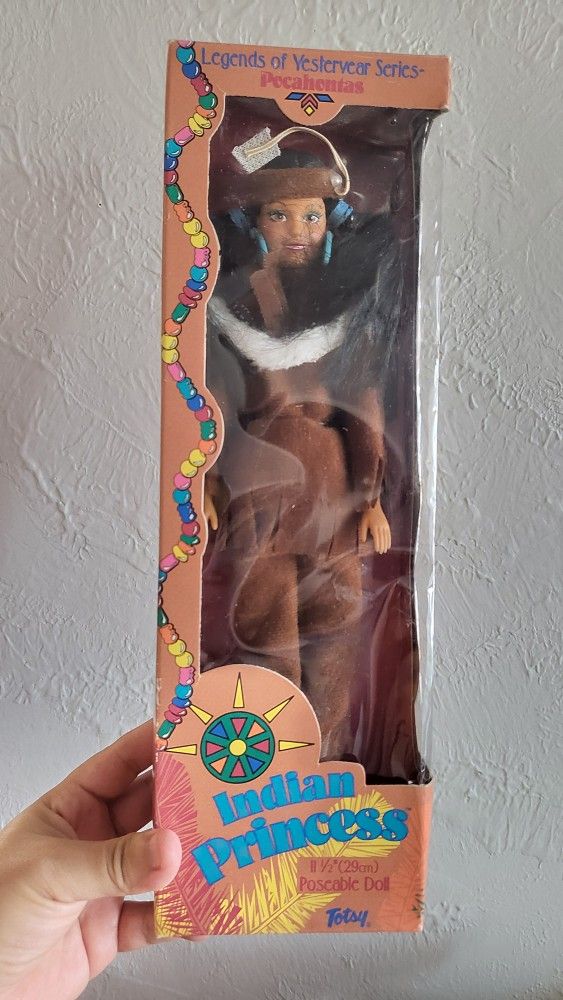 Legends of Yesteryear Series-
Pocahontas
Indian
Princess
11 ½" (29cm)
Poseable Doll
Totsy®